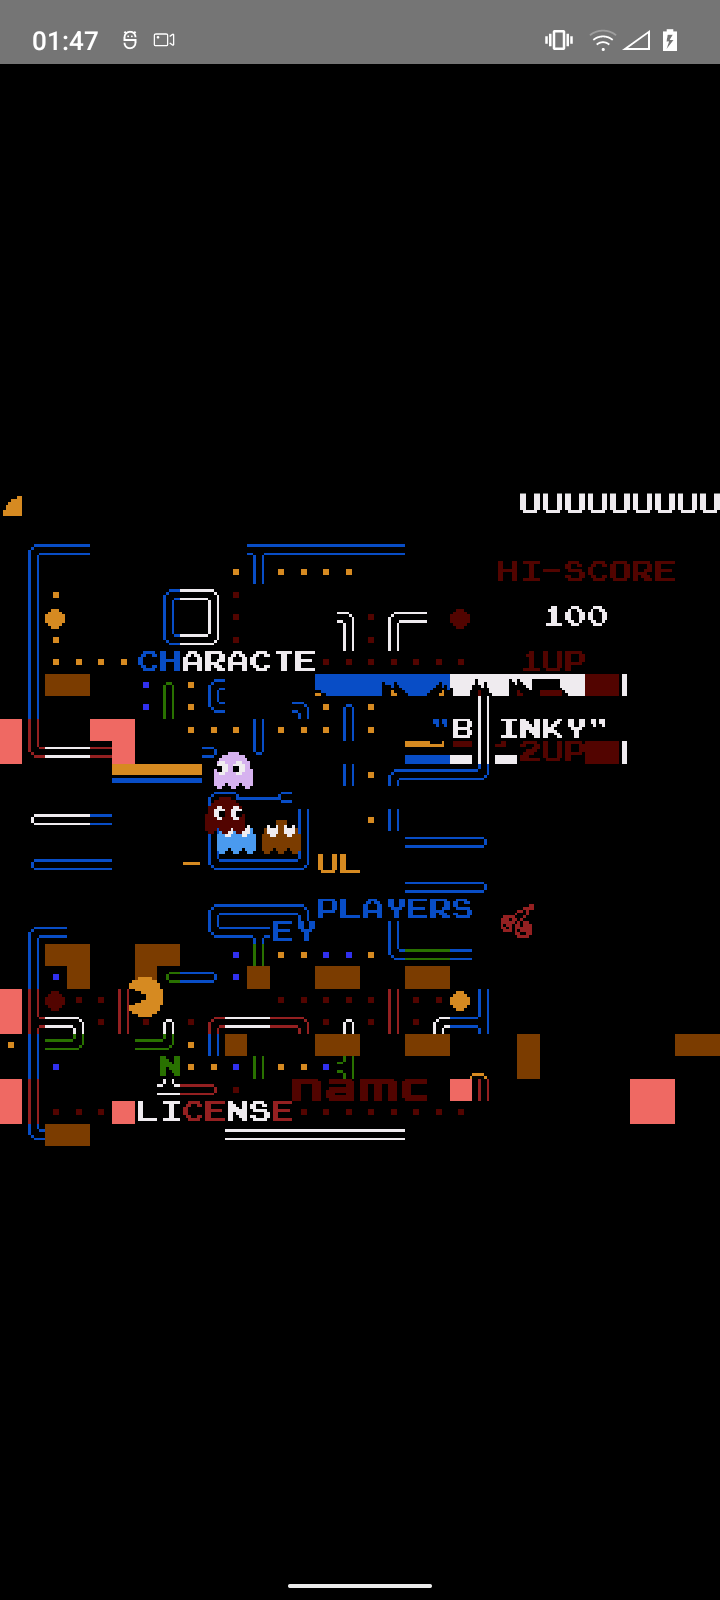 01:47
UUUUUUUUU
HI-SCORE
100
CHARACTE
1UP
"B INKY"
2UP
UL
PLAYERS
EY
N
namc
LICENSE